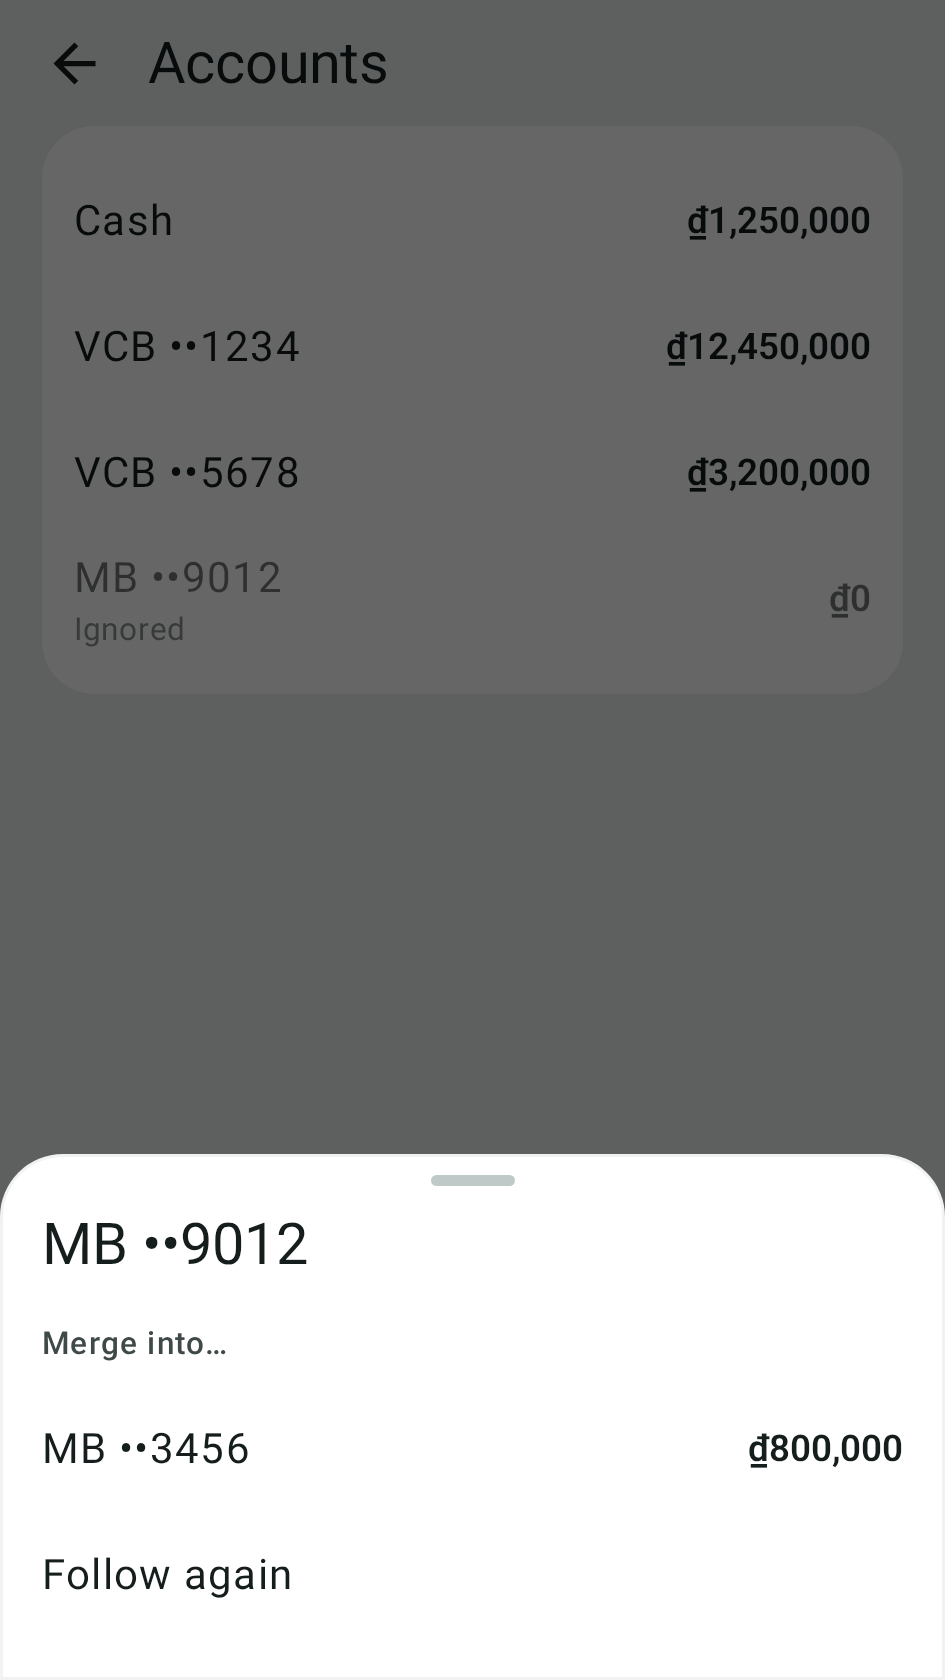 Accounts
Cash ₫1,250,000
VCB ••1234 ₫12,450,000
VCB ••5678 ₫3,200,000
MB ••9012 ₫0
Ignored
MB ••9012
Merge into…
MB ••3456 ₫800,000
Follow again